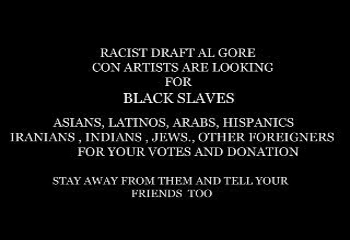 RACIST DRAFT AL GORE
CON ARTISTS ARE LOOKING
FOR
BLACK SLAVES
ASIANS, LATINOS, ARABS, HISPANICS
IRANIANS , INDIANS , JEWS., OTHER FOREIGNERS
FOR YOUR VOTES AND DONATION
STAY AWAY FROM THEM AND TELL YOUR
FRIENDS TOO